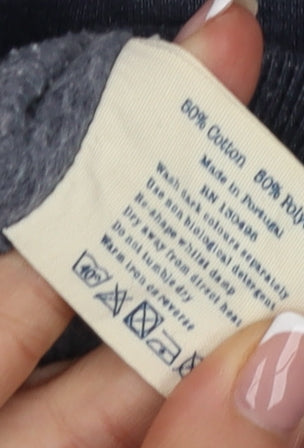 50% Cotton 50% Poly
Made in Portugal
RN 130496
Wash dark colours separately
Use non biological detergent
Re-shape whilst damp
Dry away from direct heat
Do not tumble dry
Warm iron on reverse
40°